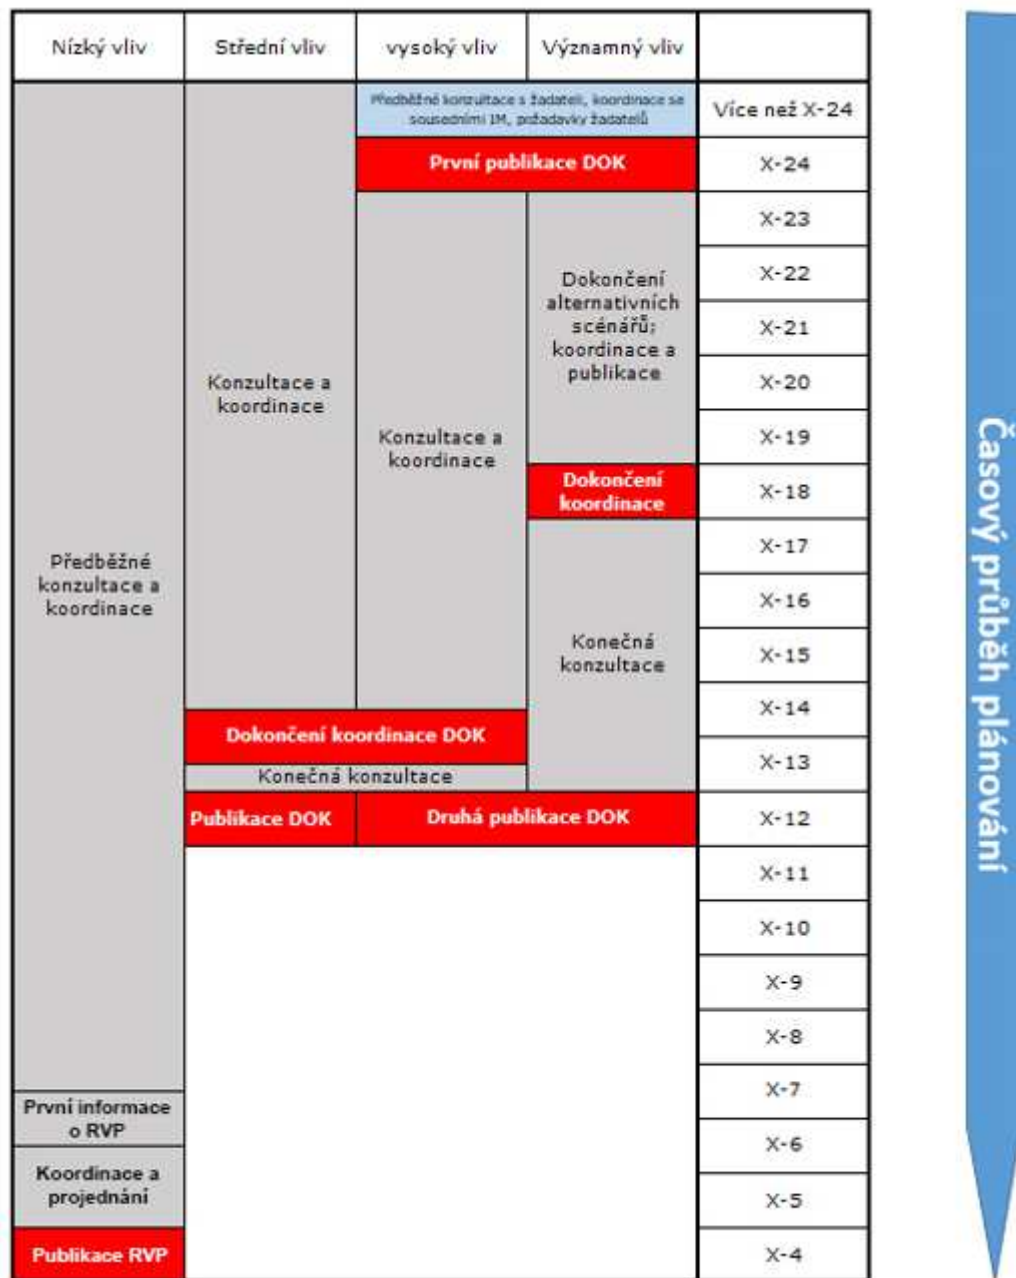 Nízký vliv
Střední vliv
vysoký vliv
Významný vliv
Předběžné konzultace s žadateli, koordinace se
sousedními IM, požadavky žadatelů
Více než X-24
První publikace DOK
X-24
X-23
X-22
X-21
X-20
X-19
X-18
X-17
X-16
X-15
X-14
X-13
X-12
X-11
X-10
X-9
X-8
X-7
X-6
X-5
X-4
Dokončení
alternativních
scénářů;
koordinace a
publikace
Konzultace a
koordinace
Konzultace a
koordinace
Dokončení
koordinace
Předběžné
konzultace a
koordinace
Konečná
konzultace
Dokončení koordinace DOK
Konečná konzultace
Publikace DOK
Druhá publikace DOK
První informace
o RVP
Koordinace a
projednání
Publikace RVP
Časový průběh plánování